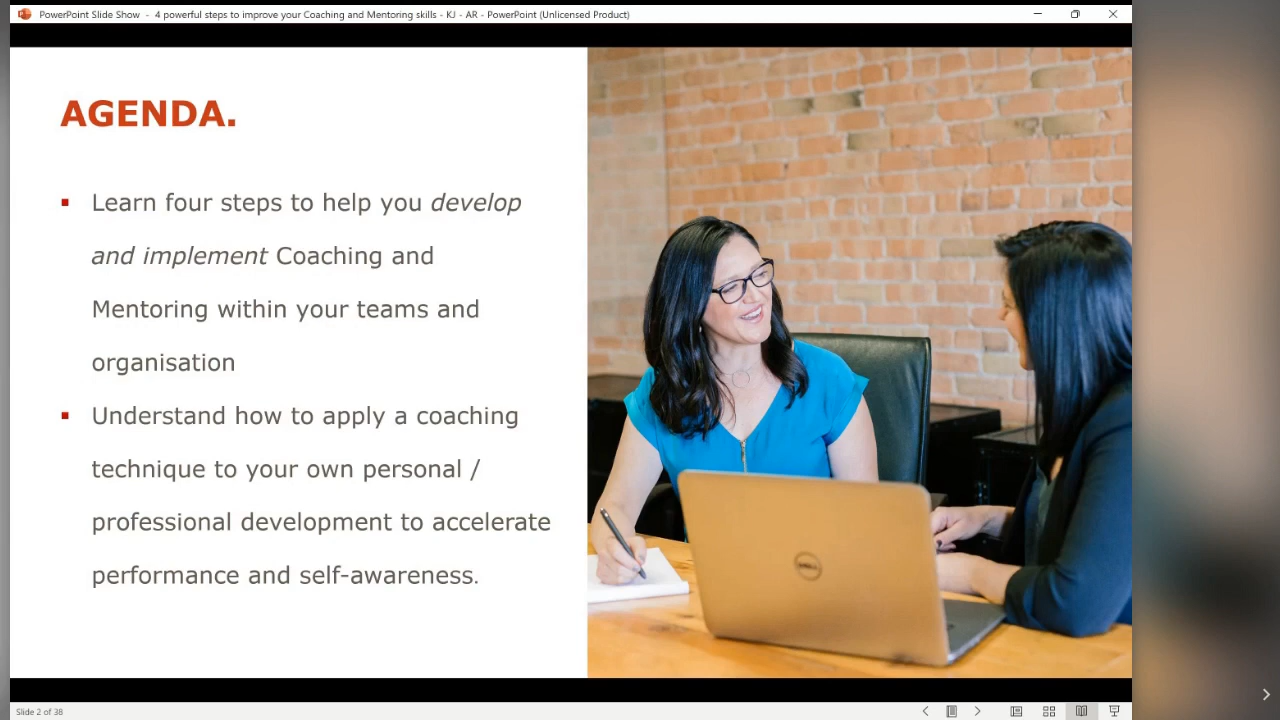 PowerPoint Slide Show - 4 powerful steps to improve your Coaching and Mentoring skills - KJ - AR - PowerPoint (Unlicensed Product)
AGENDA.
▪ Learn four steps to help you develop
and implement Coaching and
Mentoring within your teams and
organisation
▪ Understand how to apply a coaching
technique to your own personal /
professional development to accelerate
performance and self-awareness.
DELL
Slide 2 of 38